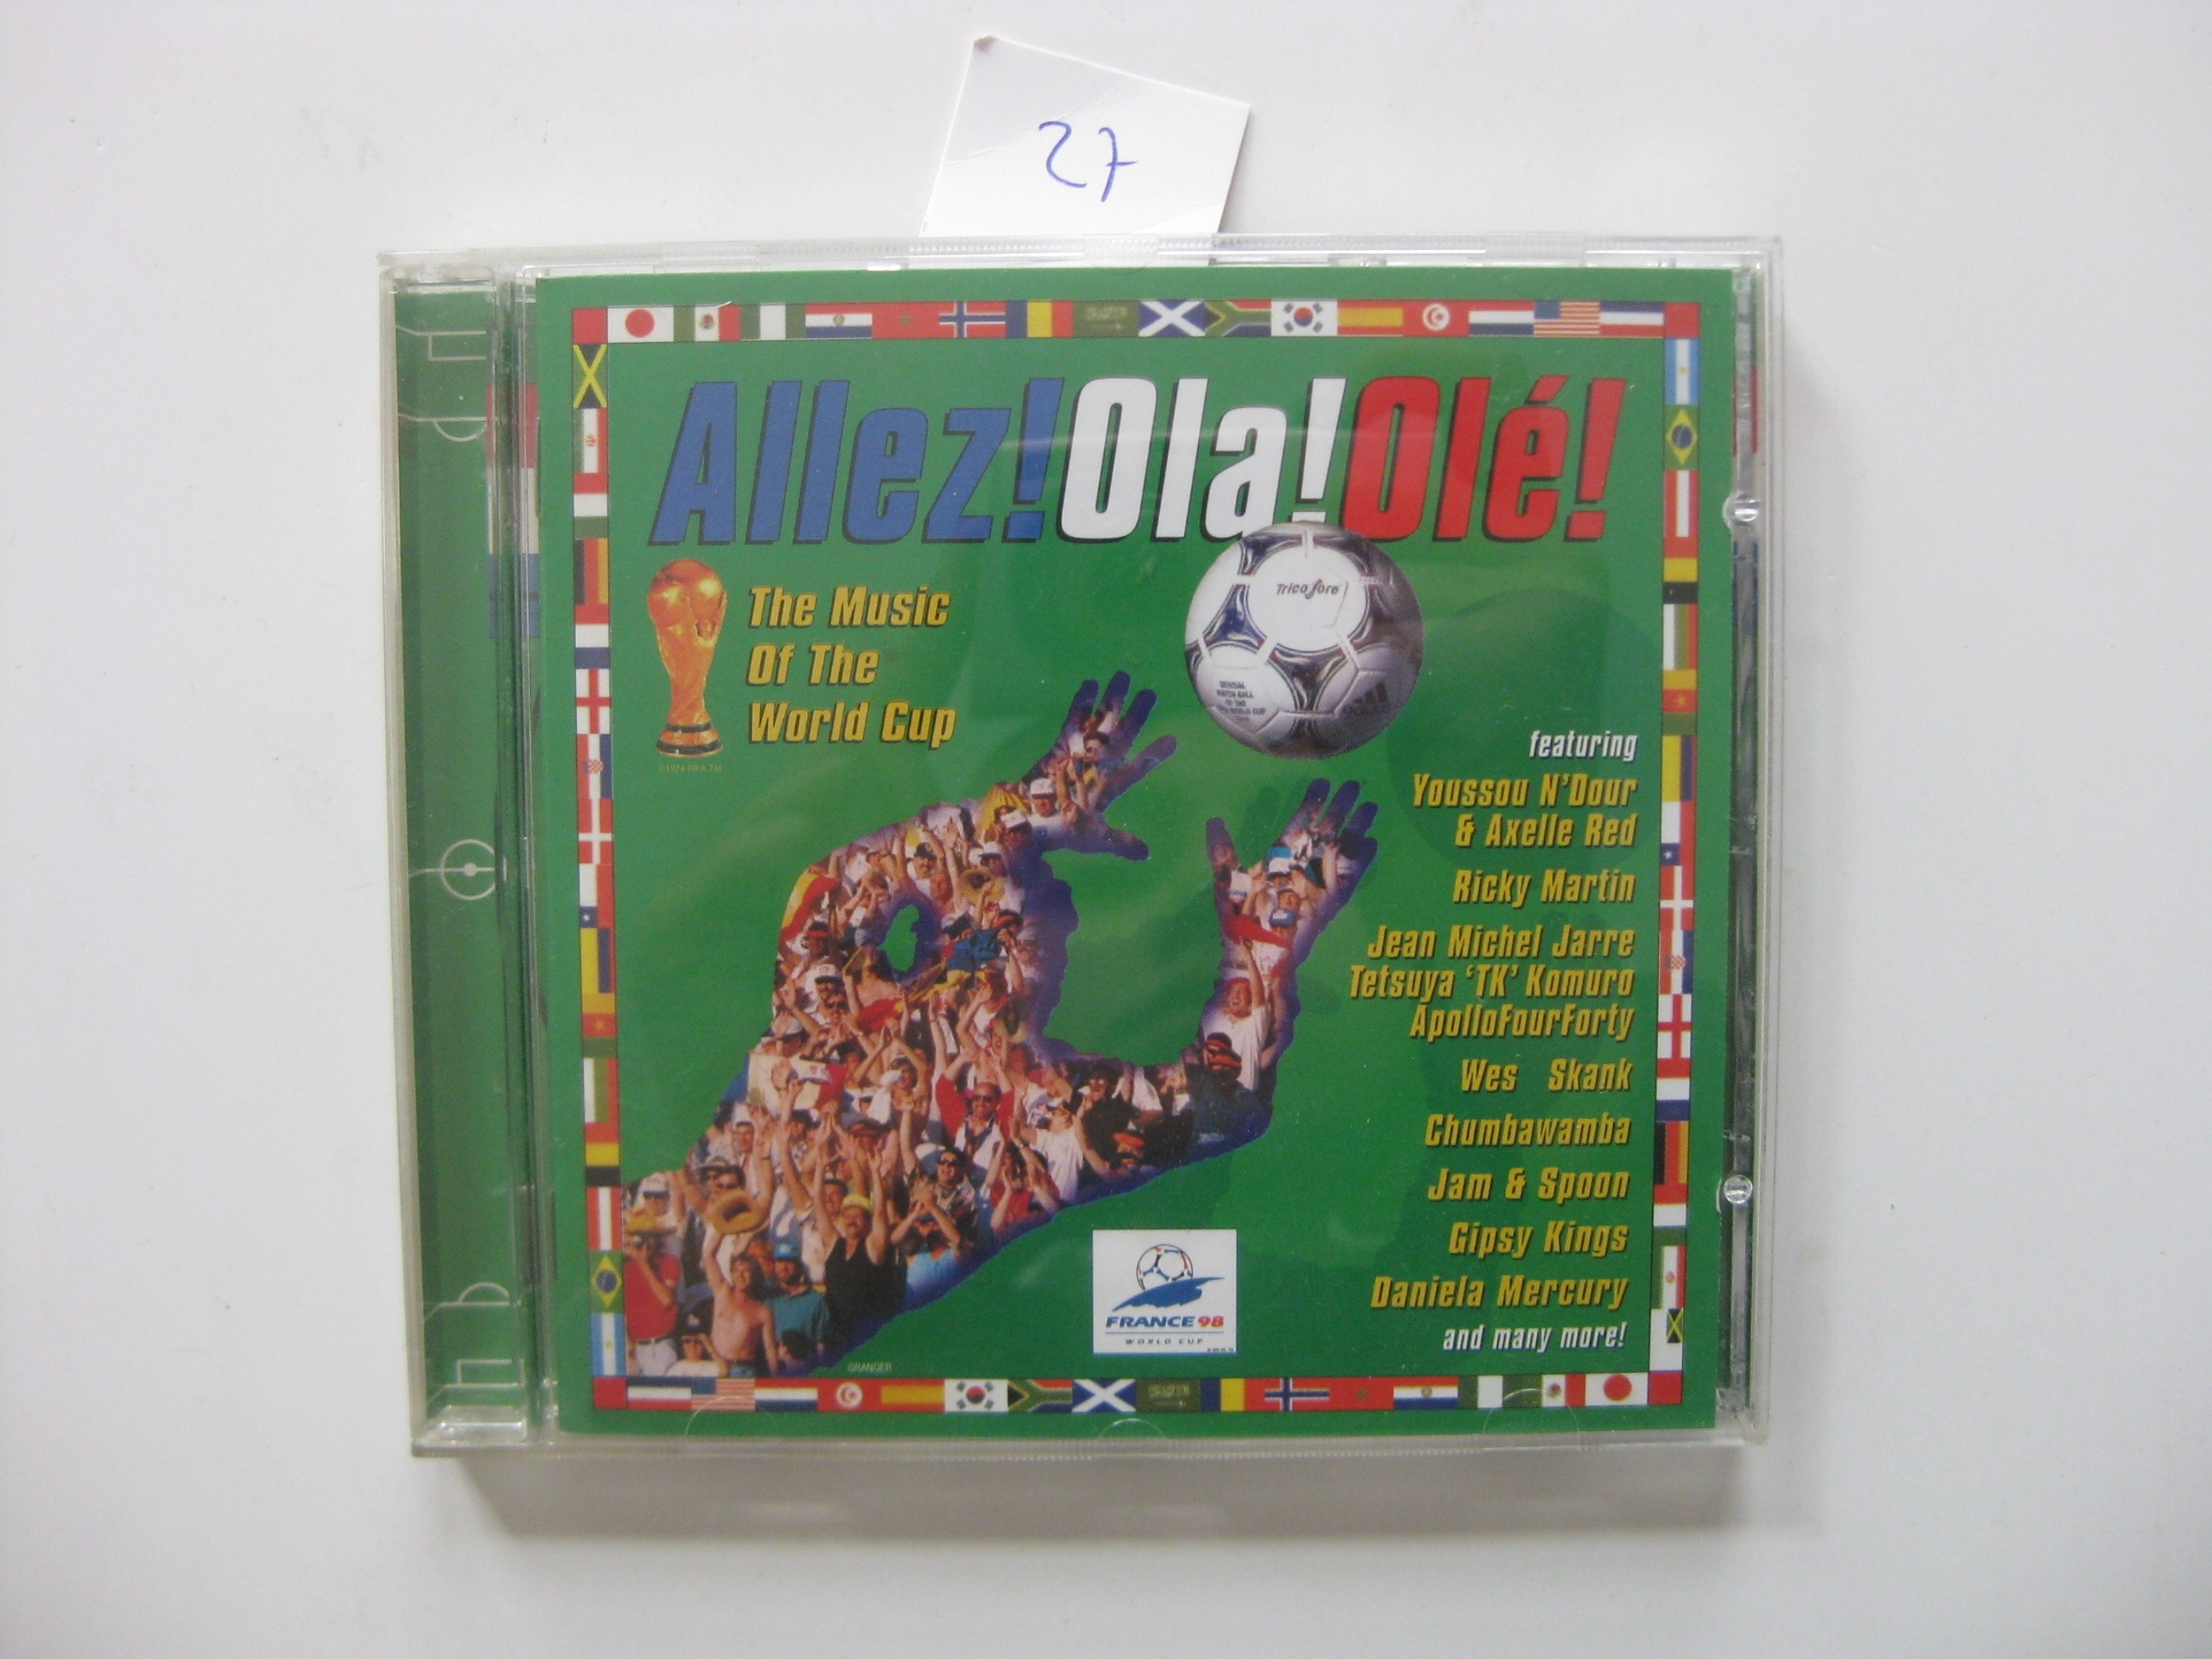 27
Allez! Ola! Olé!
The Music
Of The
World Cup
Tricolore
featuring
Youssou N'Dour
& Axelle Red
Ricky Martin
Jean Michel Jarre
Tetsuya 'TK' Komuro
ApolloFourForty
Wes Skank
Chumbawamba
Jam & Spoon
Gipsy Kings
Daniela Mercury
and many more!
FRANCE 98
WORLD CUP
GRANGER